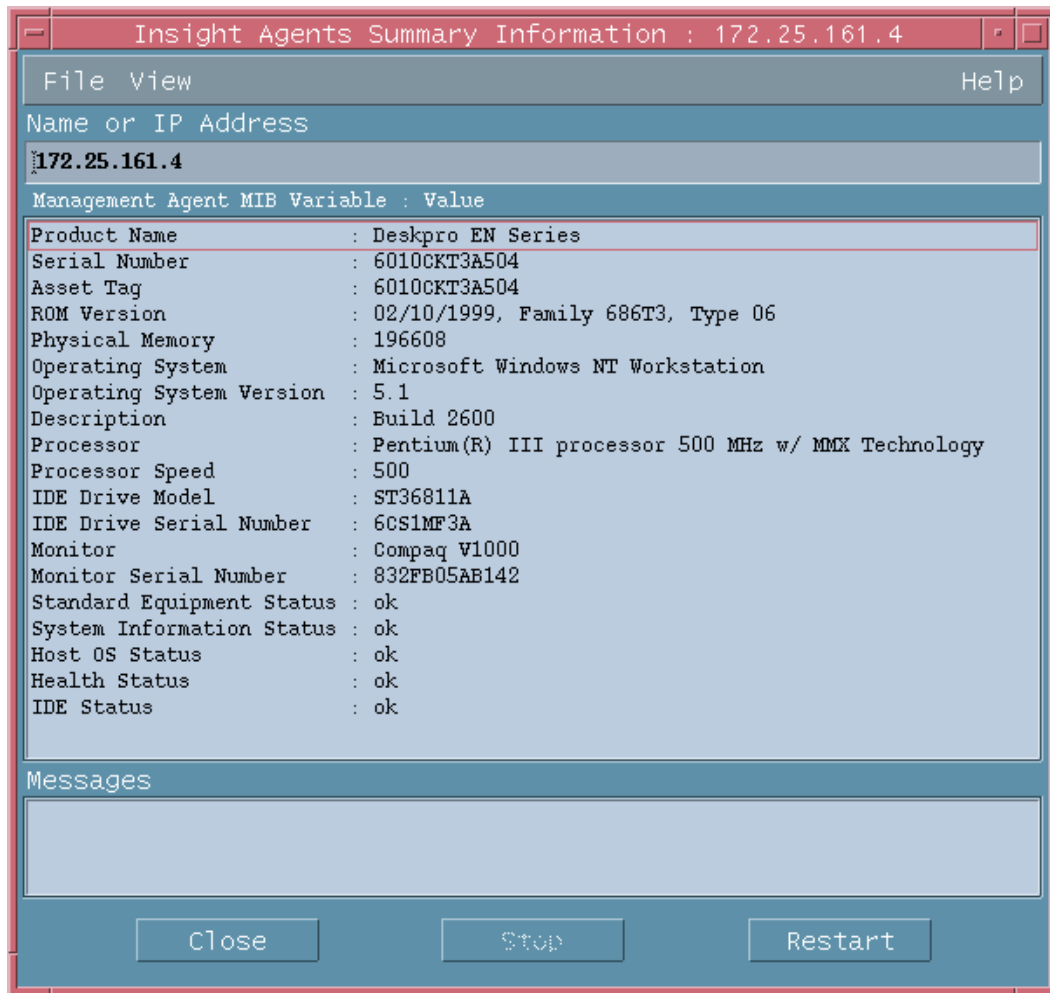 Insight Agents Summary Information : 172.25.161.4
File View Help
Name or IP Address
172.25.161.4
Management Agent MIB Variable : Value
Product Name : Deskpro EN Series
Serial Number : 6010CKT3A504
Asset Tag : 6010CKT3A504
ROM Version : 02/10/1999, Family 686T3, Type 06
Physical Memory : 196608
Operating System : Microsoft Windows NT Workstation
Operating System Version : 5.1
Description : Build 2600
Processor : Pentium(R) III processor 500 MHz w/ MMX Technology
Processor Speed : 500
IDE Drive Model : ST36811A
IDE Drive Serial Number : 6CS1MF3A
Monitor : Compaq V1000
Monitor Serial Number : 832FB05AB142
Standard Equipment Status : ok
System Information Status : ok
Host OS Status : ok
Health Status : ok
IDE Status : ok
Messages
Close Stop Restart